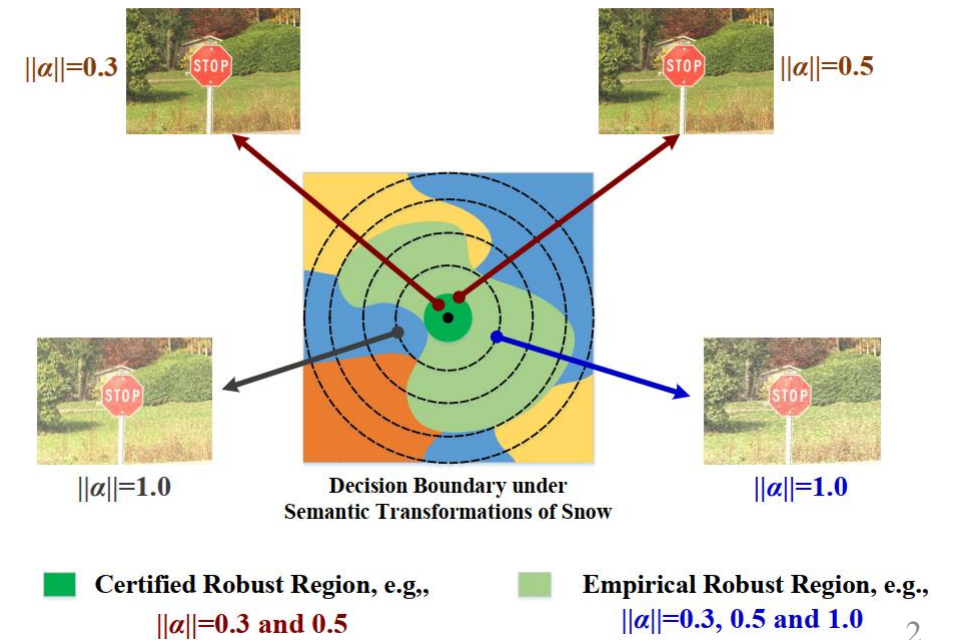 ||α||=0.3
STOP
STOP
||α||=0.5
STOP
STOP
||α||=1.0
||α||=1.0
Decision Boundary under
Semantic Transformations of Snow
Certified Robust Region, e.g,,
||α||=0.3 and 0.5
Empirical Robust Region, e.g.,
||α||=0.3, 0.5 and 1.0
2